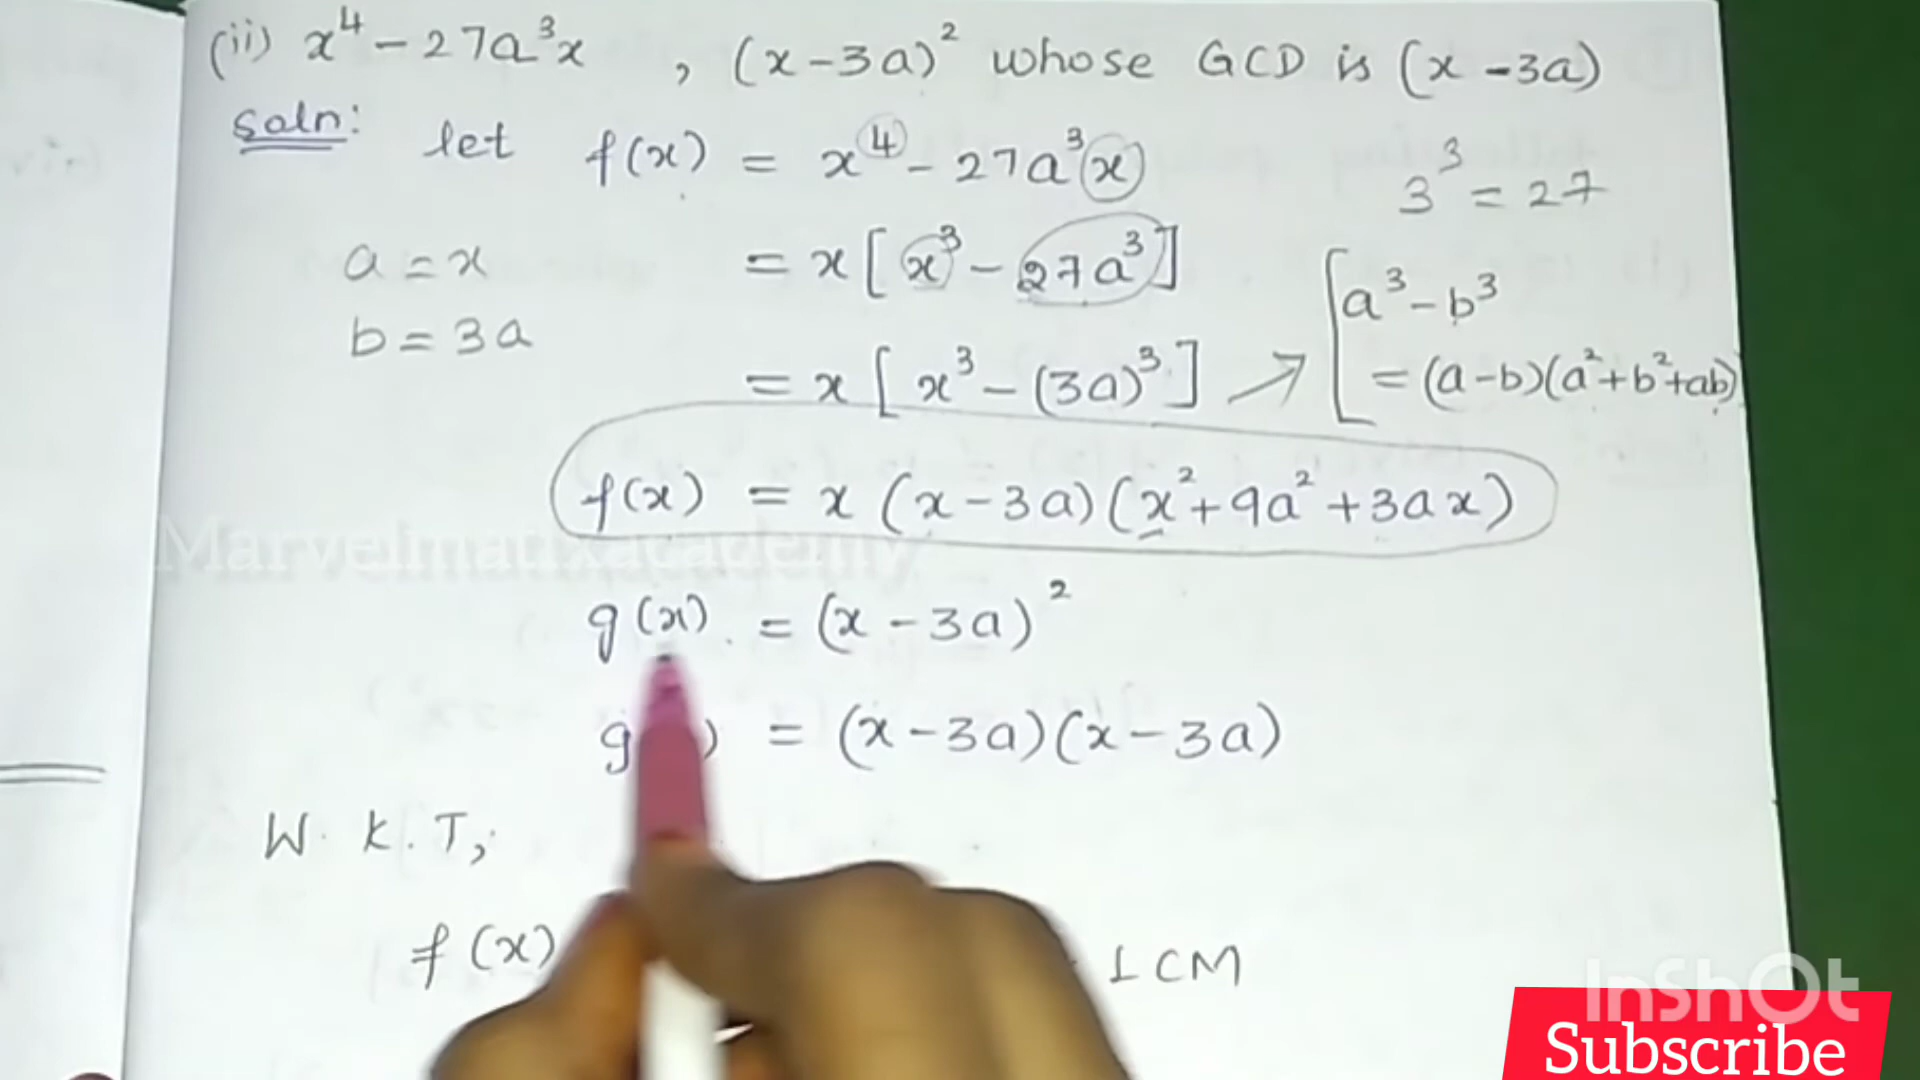 (ii) x⁴ - 27a³x , (x - 3a)² whose GCD is (x - 3a)
Soln: let f(x) = x⁴ - 27a³x
3³ = 27
a = x
= x [ x³ - 27a³ ]
b = 3a
= x [ x³ - (3a)³ ]
a³ - b³
= (a - b)(a² + b² + ab)
f(x) = x (x - 3a)(x² + 9a² + 3ax)
Marvelmatixacademy
g(x) = (x - 3a)²
g ) = (x - 3a)(x - 3a)
W.K.T,
f(x) LCM
InShOt
Subscribe